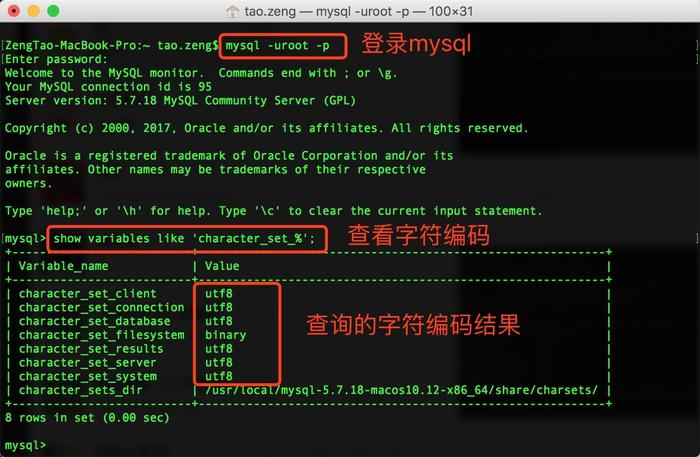 tao.zeng — mysql -uroot -p — 100×31
[ZengTao-MacBook-Pro:~ tao.zeng$ mysql -uroot -p 登录mysql
[Enter password:
Welcome to the MySQL monitor.  Commands end with ; or \g.
Your MySQL connection id is 95
Server version: 5.7.18 MySQL Community Server (GPL)
Copyright (c) 2000, 2017, Oracle and/or its affiliates. All rights reserved.
Oracle is a registered trademark of Oracle Corporation and/or its
affiliates. Other names may be trademarks of their respective
owners.
Type 'help;' or '\h' for help. Type '\c' to clear the current input statement.
[mysql> show variables like 'character_set_%'; 查看字符编码
| Variable_name | Value |
| character_set_client | utf8 |
| character_set_connection | utf8 |
| character_set_database | utf8 | 查询的字符编码结果
| character_set_filesystem | binary |
| character_set_results | utf8 |
| character_set_server | utf8 |
| character_set_system | utf8 |
| character_sets_dir | /usr/local/mysql-5.7.18-macos10.12-x86_64/share/charsets/ |
8 rows in set (0.00 sec)
mysql>